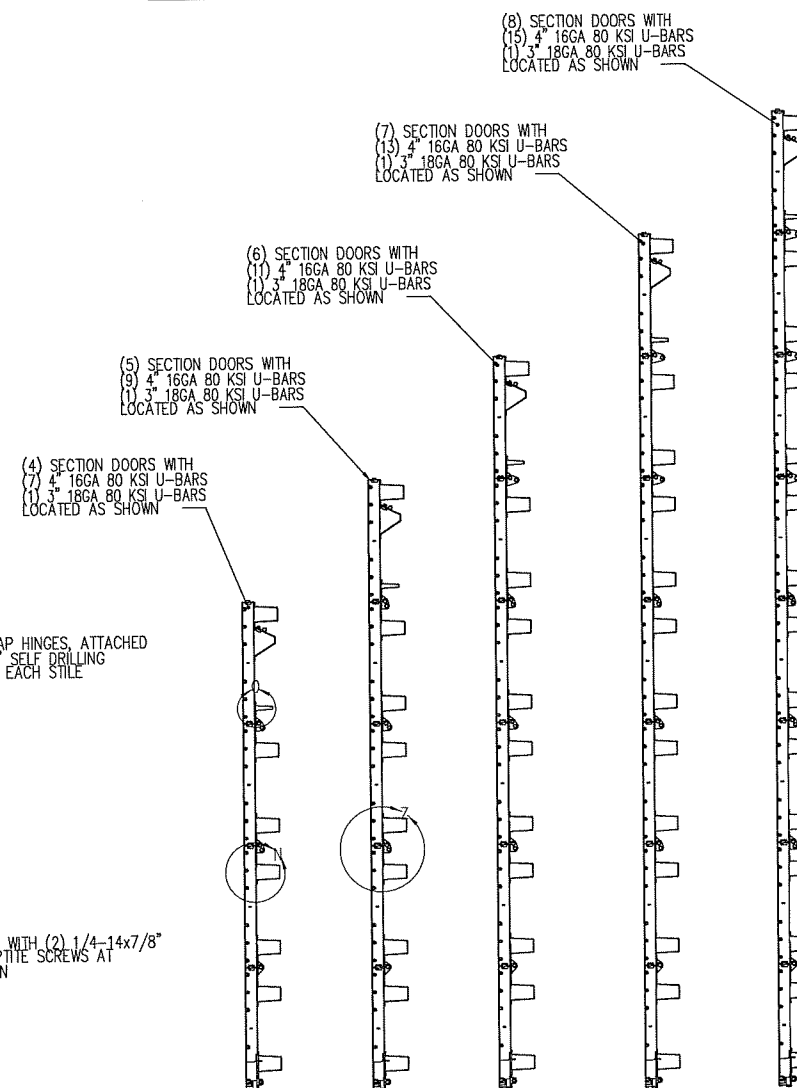 (8) SECTION DOORS WITH
(15) 4" 16GA 80 KSI U-BARS
(1) 3" 18GA 80 KSI U-BARS
LOCATED AS SHOWN
(7) SECTION DOORS WITH
(13) 4" 16GA 80 KSI U-BARS
(1) 3" 18GA 80 KSI U-BARS
LOCATED AS SHOWN
(6) SECTION DOORS WITH
(11) 4" 16GA 80 KSI U-BARS
(1) 3" 18GA 80 KSI U-BARS
LOCATED AS SHOWN
(5) SECTION DOORS WITH
(9) 4" 16GA 80 KSI U-BARS
(1) 3" 18GA 80 KSI U-BARS
LOCATED AS SHOWN
(4) SECTION DOORS WITH
(7) 4" 16GA 80 KSI U-BARS
(1) 3" 18GA 80 KSI U-BARS
LOCATED AS SHOWN
AP HINGES, ATTACHED
" SELF DRILLING
EACH STILE
Z
N
WITH (2) 1/4-14x7/8"
PTITE SCREWS AT
N